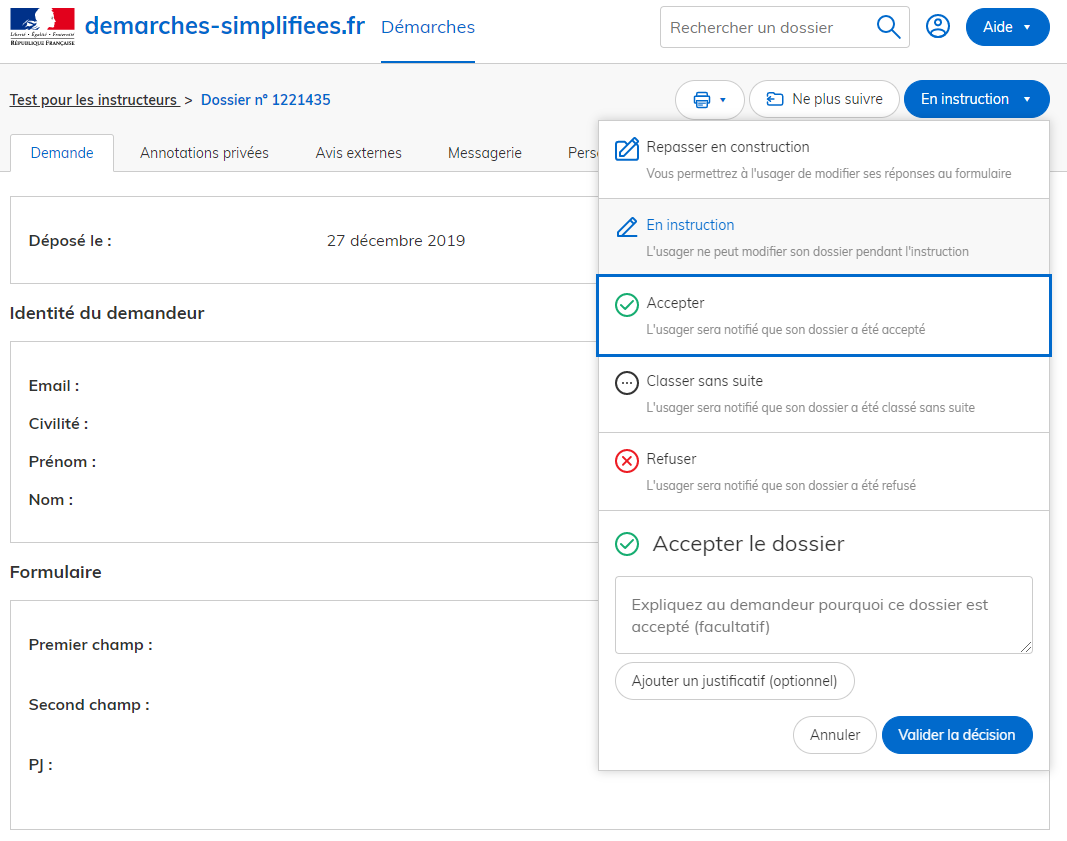 Liberté • Égalité • Fraternité
RÉPUBLIQUE FRANÇAISE
demarches-simplifiees.fr
Démarches
Rechercher un dossier
Aide
Test pour les instructeurs > Dossier n° 1221435
Ne plus suivre
En instruction
Demande
Annotations privées
Avis externes
Messagerie
Repasser en construction
Vous permettrez à l'usager de modifier ses réponses au formulaire
En instruction
L'usager ne peut modifier son dossier pendant l'instruction
Accepter
L'usager sera notifié que son dossier a été accepté
Classer sans suite
L'usager sera notifié que son dossier a été classé sans suite
Refuser
L'usager sera notifié que son dossier a été refusé
Accepter le dossier
Expliquez au demandeur pourquoi ce dossier est
accepté (facultatif)
Ajouter un justificatif (optionnel)
Annuler
Valider la décision
Déposé le :
27 décembre 2019
Identité du demandeur
Email :
Civilité :
Prénom :
Nom :
Formulaire
Premier champ :
Second champ :
PJ :